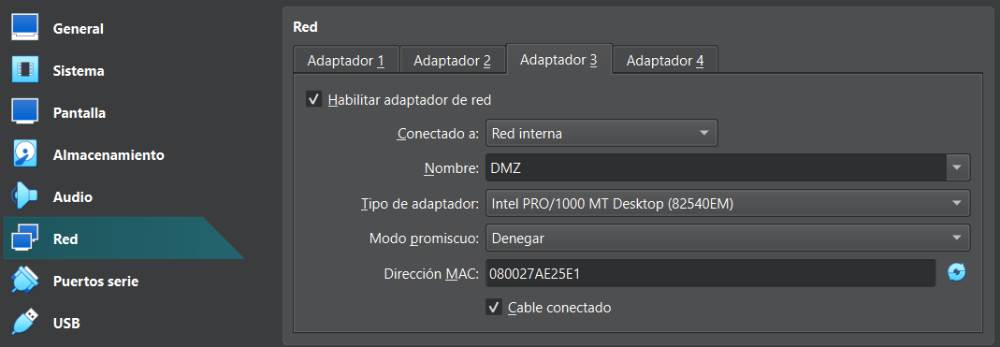 General
Sistema
Pantalla
Almacenamiento
Audio
Red
Puertos serie
USB
Red
Adaptador 1
Adaptador 2
Adaptador 3
Adaptador 4
Habilitar adaptador de red
Conectado a: Red interna
Nombre: DMZ
Tipo de adaptador: Intel PRO/1000 MT Desktop (82540EM)
Modo promiscuo: Denegar
Dirección MAC: 080027AE25E1
Cable conectado